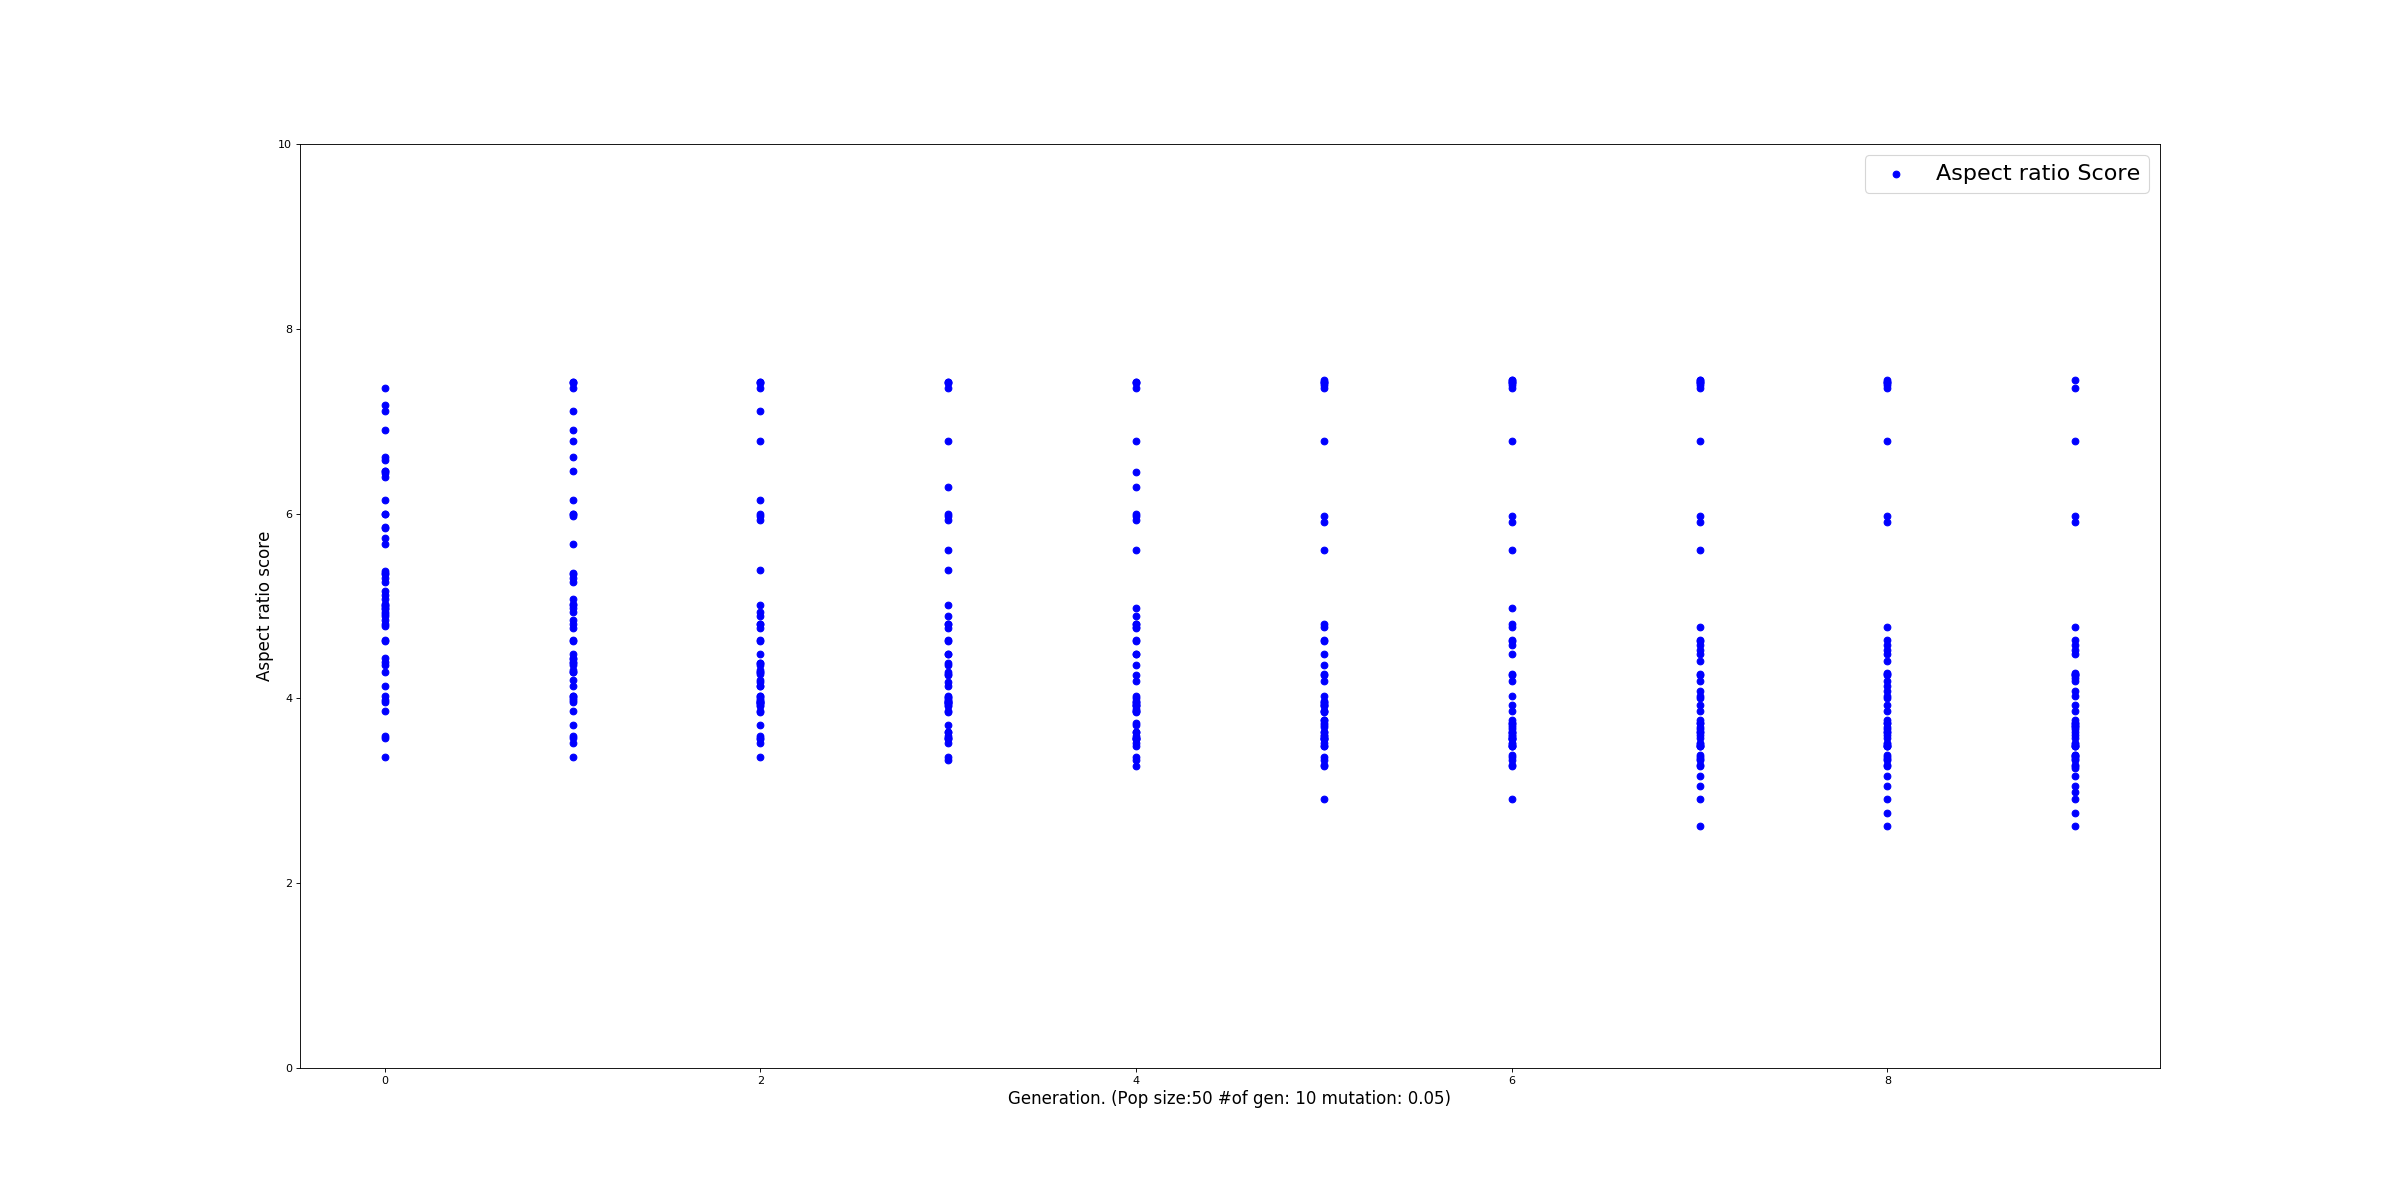 10
Aspect ratio Score
8
6
Aspect ratio score
4
2
0
0 2 4 6 8
Generation. (Pop size:50 #of gen: 10 mutation: 0.05)